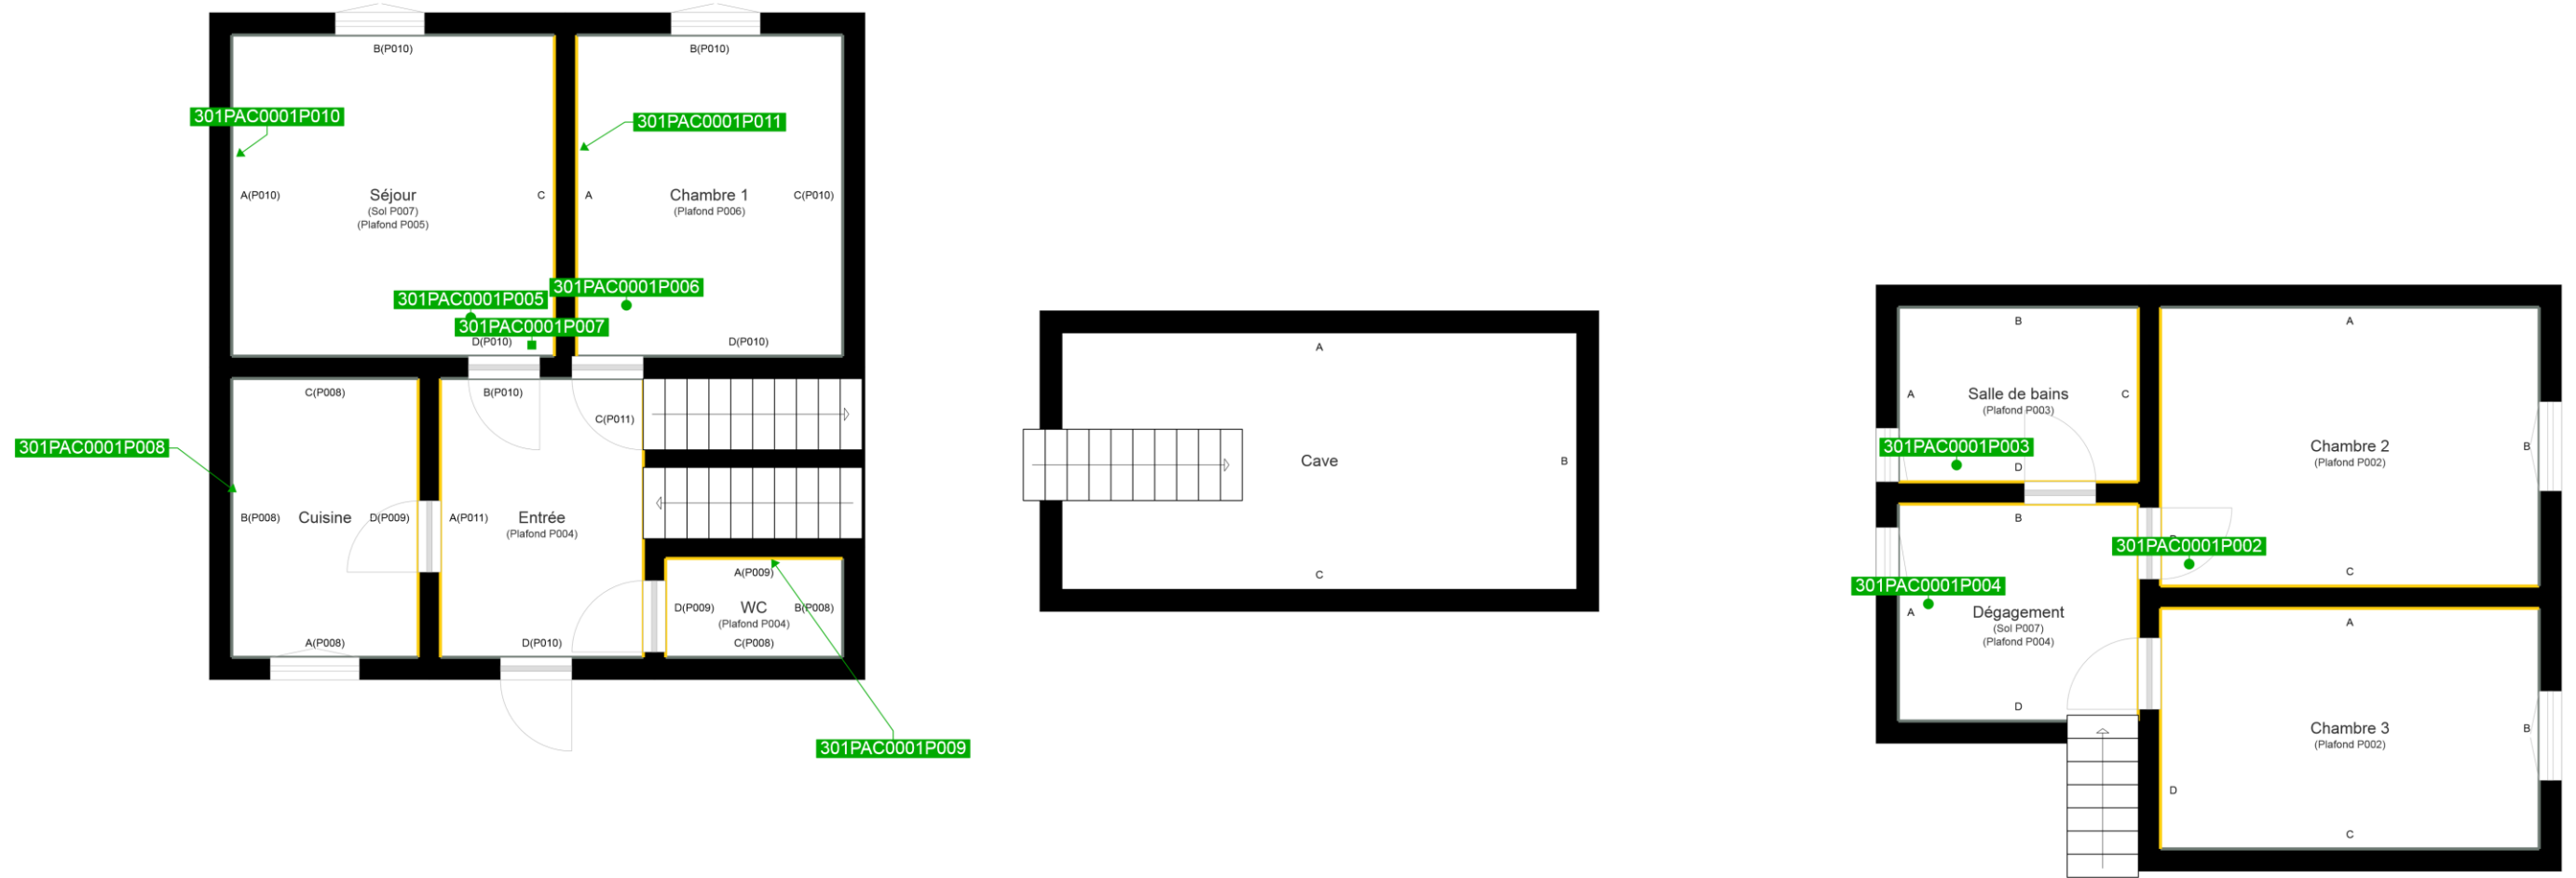 B(P010)
B(P010)
301PAC0001P010
301PAC0001P011
A(P010)
Séjour
(Sol P007)
(Plafond P005)
C
A
Chambre 1
(Plafond P006)
C(P010)
301PAC0001P005
301PAC0001P006
301PAC0001P007
D(P010)
D(P010)
C(P008)
B(P010)
C(P011)
301PAC0001P008
B(P008)
Cuisine
D(P009)
A(P011)
Entrée
(Plafond P004)
A(P009)
D(P009)
WC
(Plafond P004)
B(P008)
C(P008)
A(P008)
D(P010)
301PAC0001P009
A
Cave
B
C
B
A
Salle de bains
(Plafond P003)
C
301PAC0001P003
D
A
Chambre 2
(Plafond P002)
B
B
301PAC0001P002
C
301PAC0001P004
A
Dégagement
(Sol P007)
(Plafond P004)
D
A
Chambre 3
(Plafond P002)
B
D
C